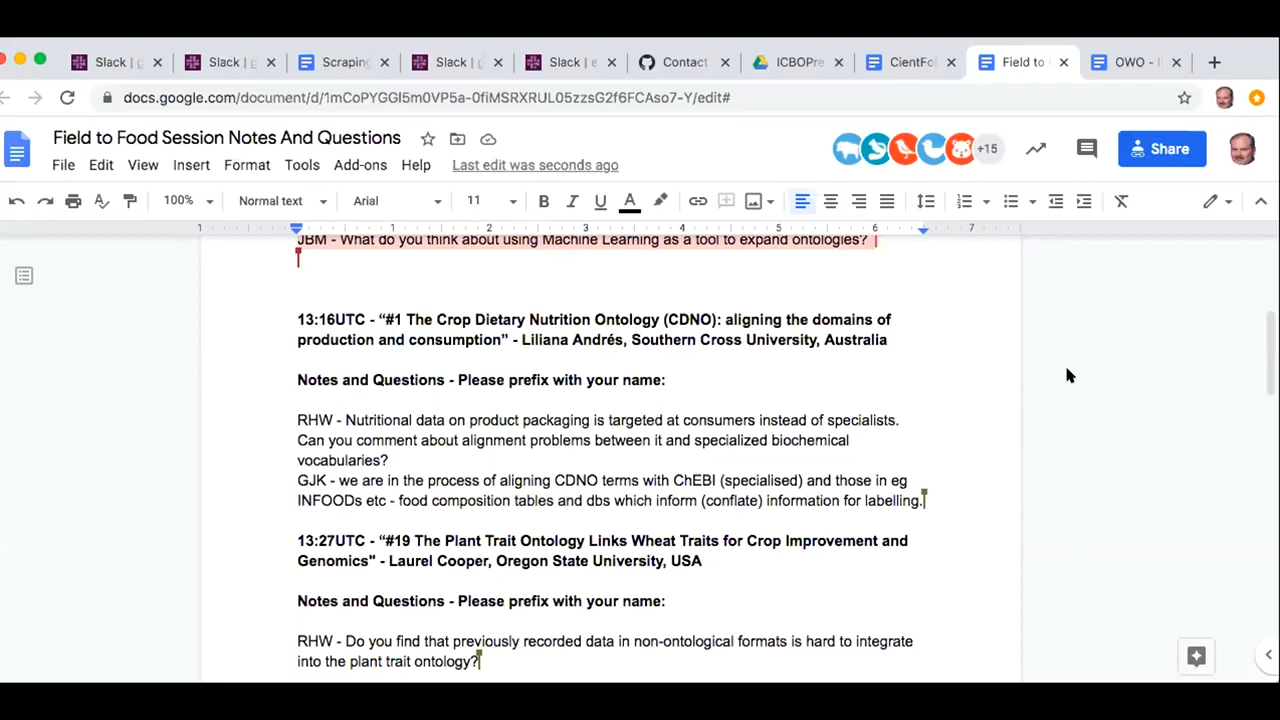 Slack | g
Slack | g
Scraping
Slack | g
Slack | e
Contact
ICBOPre
CientFol
Field to
OWO - I
docs.google.com/document/d/1mCoPYGGI5m0VP5a-0fiMSRXRUL05zzsG2f6FCAso7-Y/edit#
Field to Food Session Notes And Questions
+15
Share
File Edit View Insert Format Tools Add-ons Help Last edit was seconds ago
100% Normal text Arial 11
1 1 2 3 4 5 6 7
JBM - What do you think about using Machine Learning as a tool to expand ontologies?
13:16UTC - “#1 The Crop Dietary Nutrition Ontology (CDNO): aligning the domains of
production and consumption” - Liliana Andrés, Southern Cross University, Australia
Notes and Questions - Please prefix with your name:
RHW - Nutritional data on product packaging is targeted at consumers instead of specialists.
Can you comment about alignment problems between it and specialized biochemical
vocabularies?
GJK - we are in the process of aligning CDNO terms with ChEBI (specialised) and those in eg
INFOODs etc - food composition tables and dbs which inform (conflate) information for labelling.
13:27UTC - “#19 The Plant Trait Ontology Links Wheat Traits for Crop Improvement and
Genomics" - Laurel Cooper, Oregon State University, USA
Notes and Questions - Please prefix with your name:
RHW - Do you find that previously recorded data in non-ontological formats is hard to integrate
into the plant trait ontology?